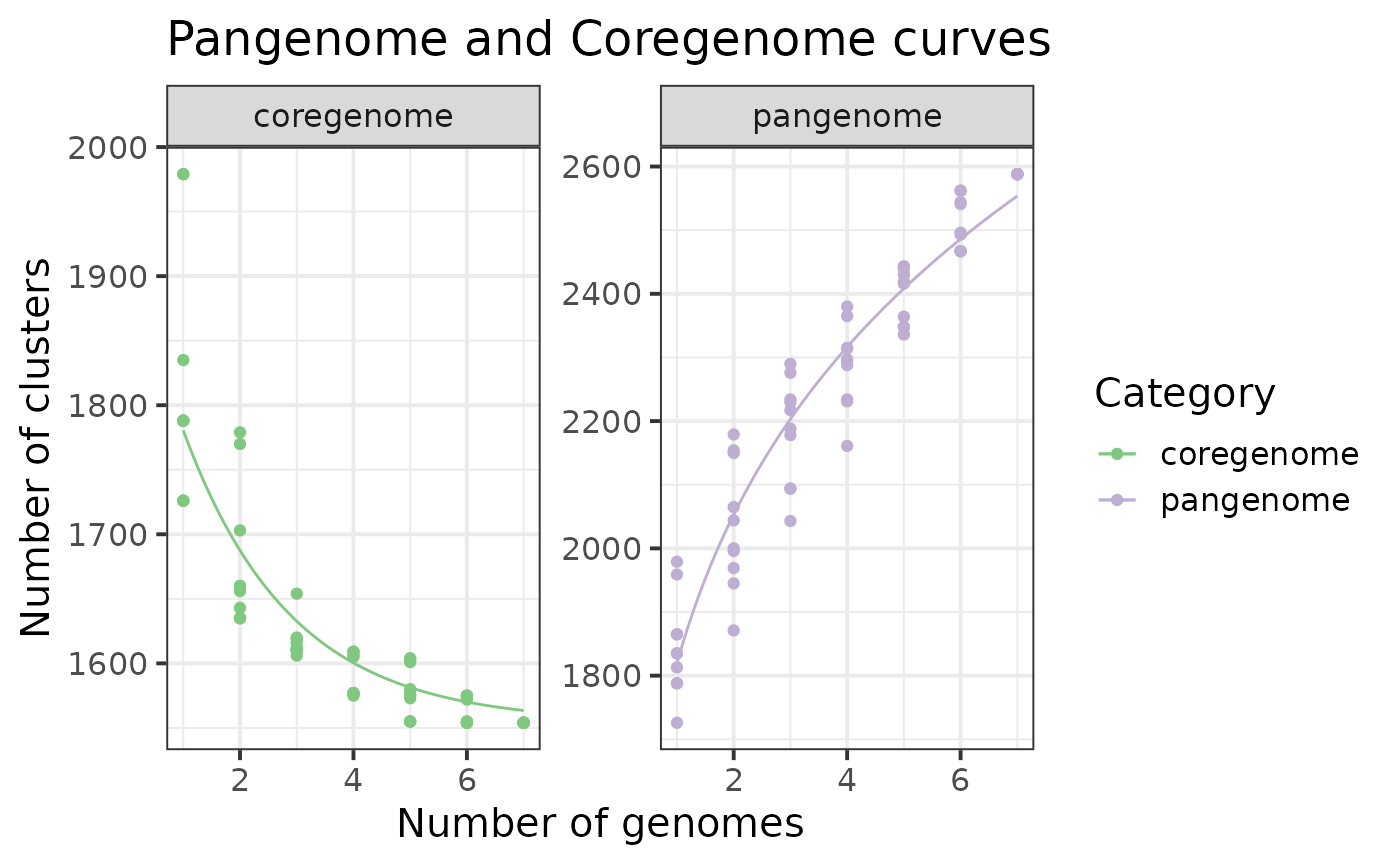 Pangenome and Coregenome curves
coregenome
pangenome
Number of clusters
2000
1900
1800
1700
1600
2600
2400
2200
2000
1800
2
4
6
2
4
6
Number of genomes
Category
coregenome
pangenome